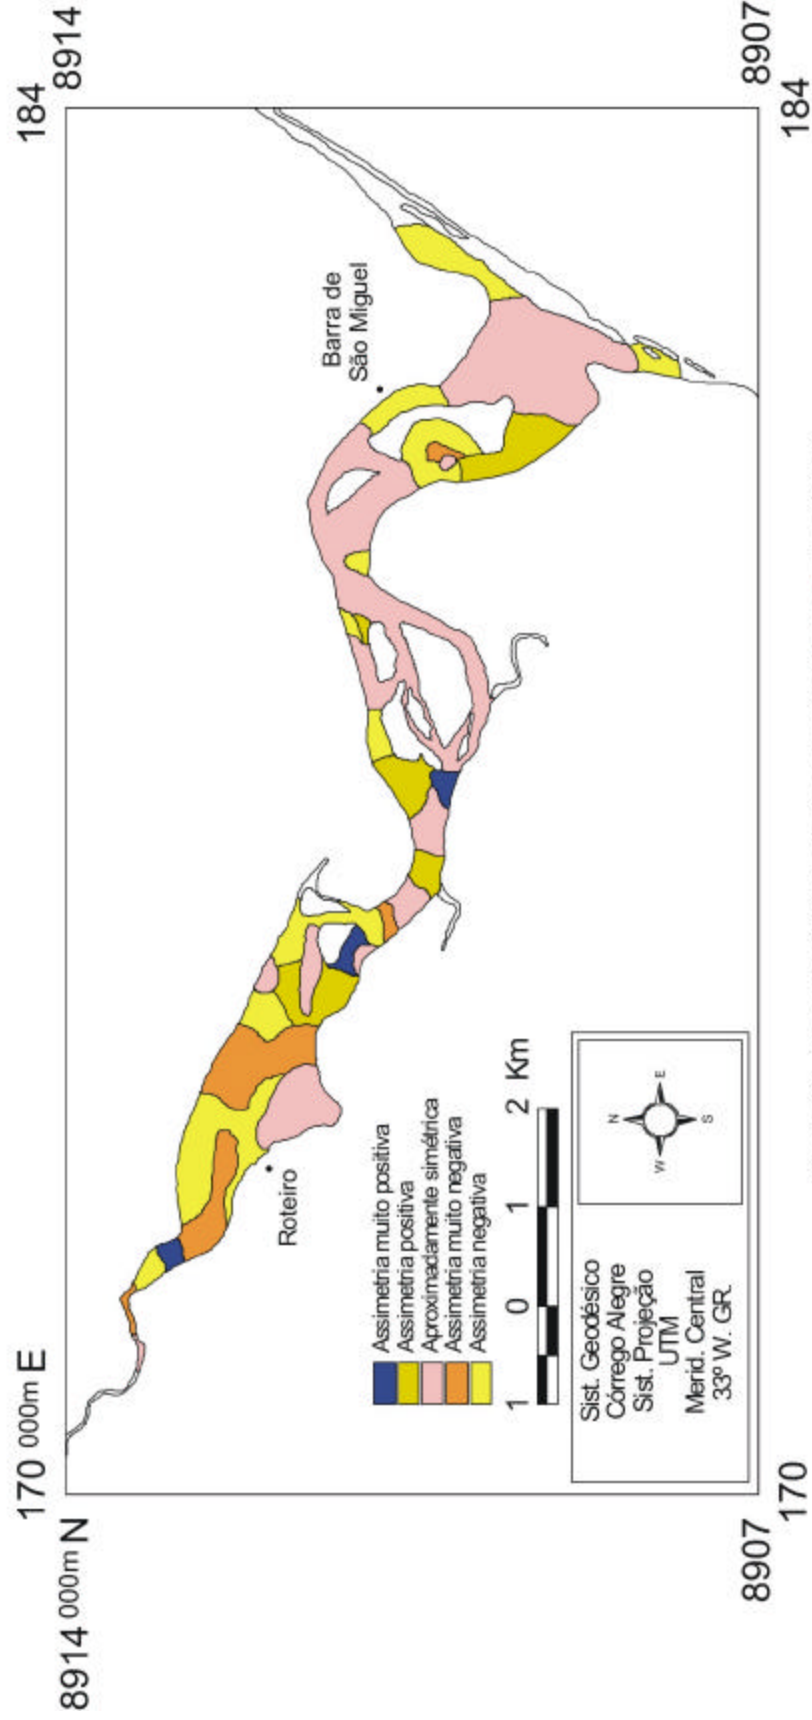 8914 000m N
170 000m E
184
8914
Barra de
São Miguel
Roteiro
Assimetria muito positiva
Assimetria positiva
Aproximadamente simétrica
Assimetria muito negativa
Assimetria negativa
1 0 1 2 Km
Sist. Geodésico
Córrego Alegre
Sist. Projeção
UTM
Merid. Central
33º W. GR.
N
W
E
S
8907
170
8907
184